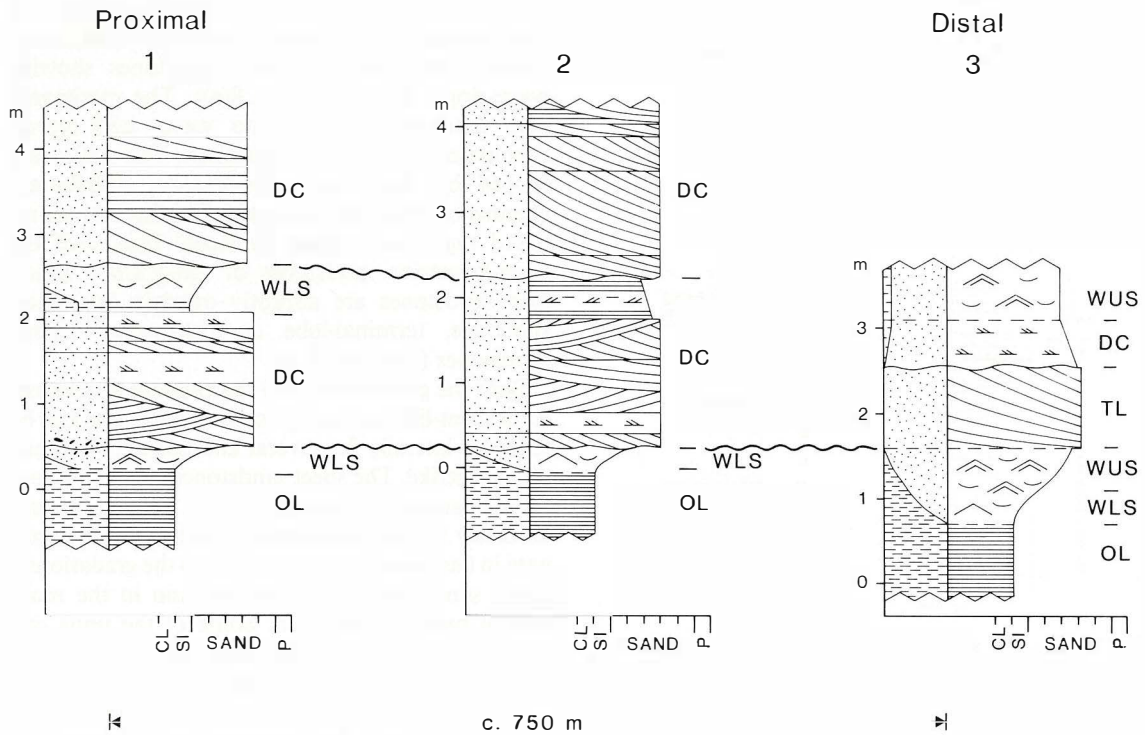 Proximal
Distal
1
2
3
m
4
3
2
1
0
DC
WLS
DC
WLS
OL
CL
SI
SAND
P
4
3
2
1
0
DC
DC
WLS
OL
CL
SI
SAND
P
m
3
2
1
0
WUS
DC
TL
WUS
WLS
OL
CL
SI
SAND
P
c. 750 m